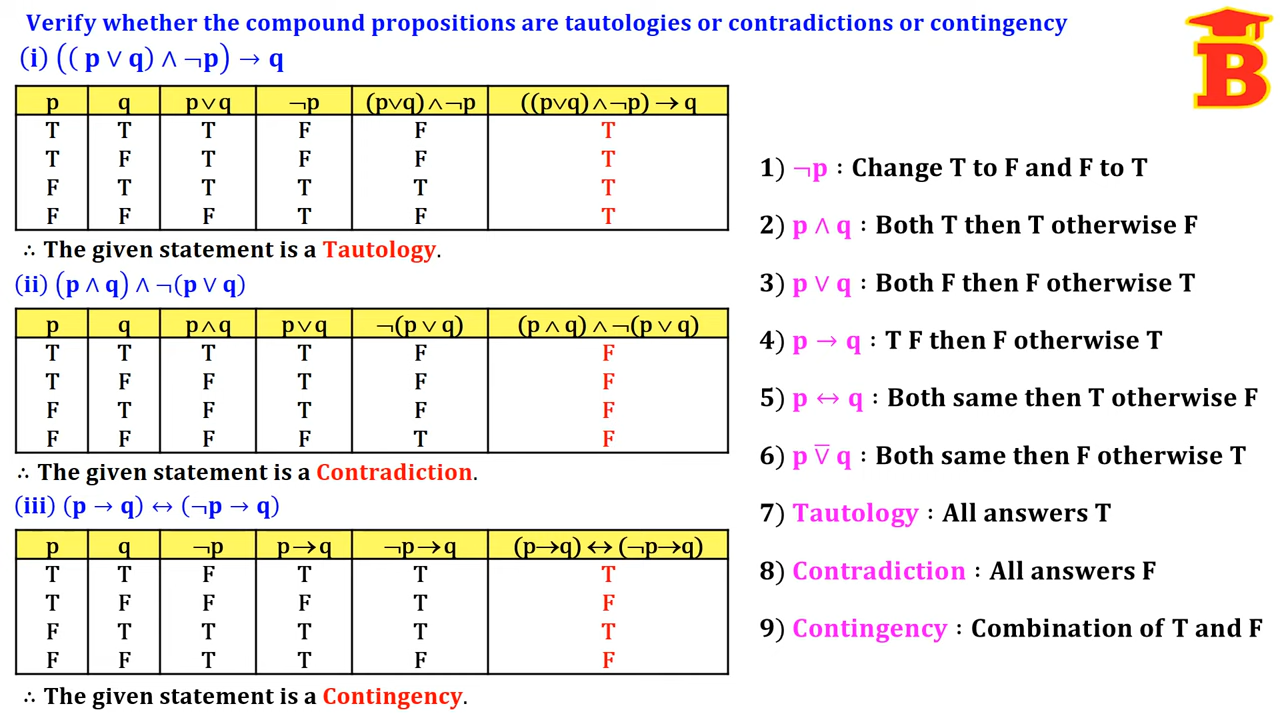 Verify whether the compound propositions are tautologies or contradictions or contingency
(i) (( p ∨ q) ∧ ¬p) → q
p q p∨q ¬p (p∨q) ∧¬p ((p∨q) ∧¬p) → q
T T T F F T
T F T F F T
F T T T T T
F F F T F T
∴ The given statement is a Tautology.
(ii) (p ∧ q) ∧ ¬(p ∨ q)
p q p∧q p∨q ¬(p ∨ q) (p ∧ q) ∧ ¬(p ∨ q)
T T T T F F
T F F T F F
F T F T F F
F F F F T F
∴ The given statement is a Contradiction.
(iii) (p → q) ↔ (¬p → q)
p q ¬p p→q ¬p→q (p→q) ↔ (¬p→q)
T T F T T T
T F F F T F
F T T T T T
F F T T F F
∴ The given statement is a Contingency.
B
1) ¬p : Change T to F and F to T
2) p ∧ q : Both T then T otherwise F
3) p ∨ q : Both F then F otherwise T
4) p → q : T F then F otherwise T
5) p ↔ q : Both same then T otherwise F
6) p ⊽ q : Both same then F otherwise T
7) Tautology : All answers T
8) Contradiction : All answers F
9) Contingency : Combination of T and F